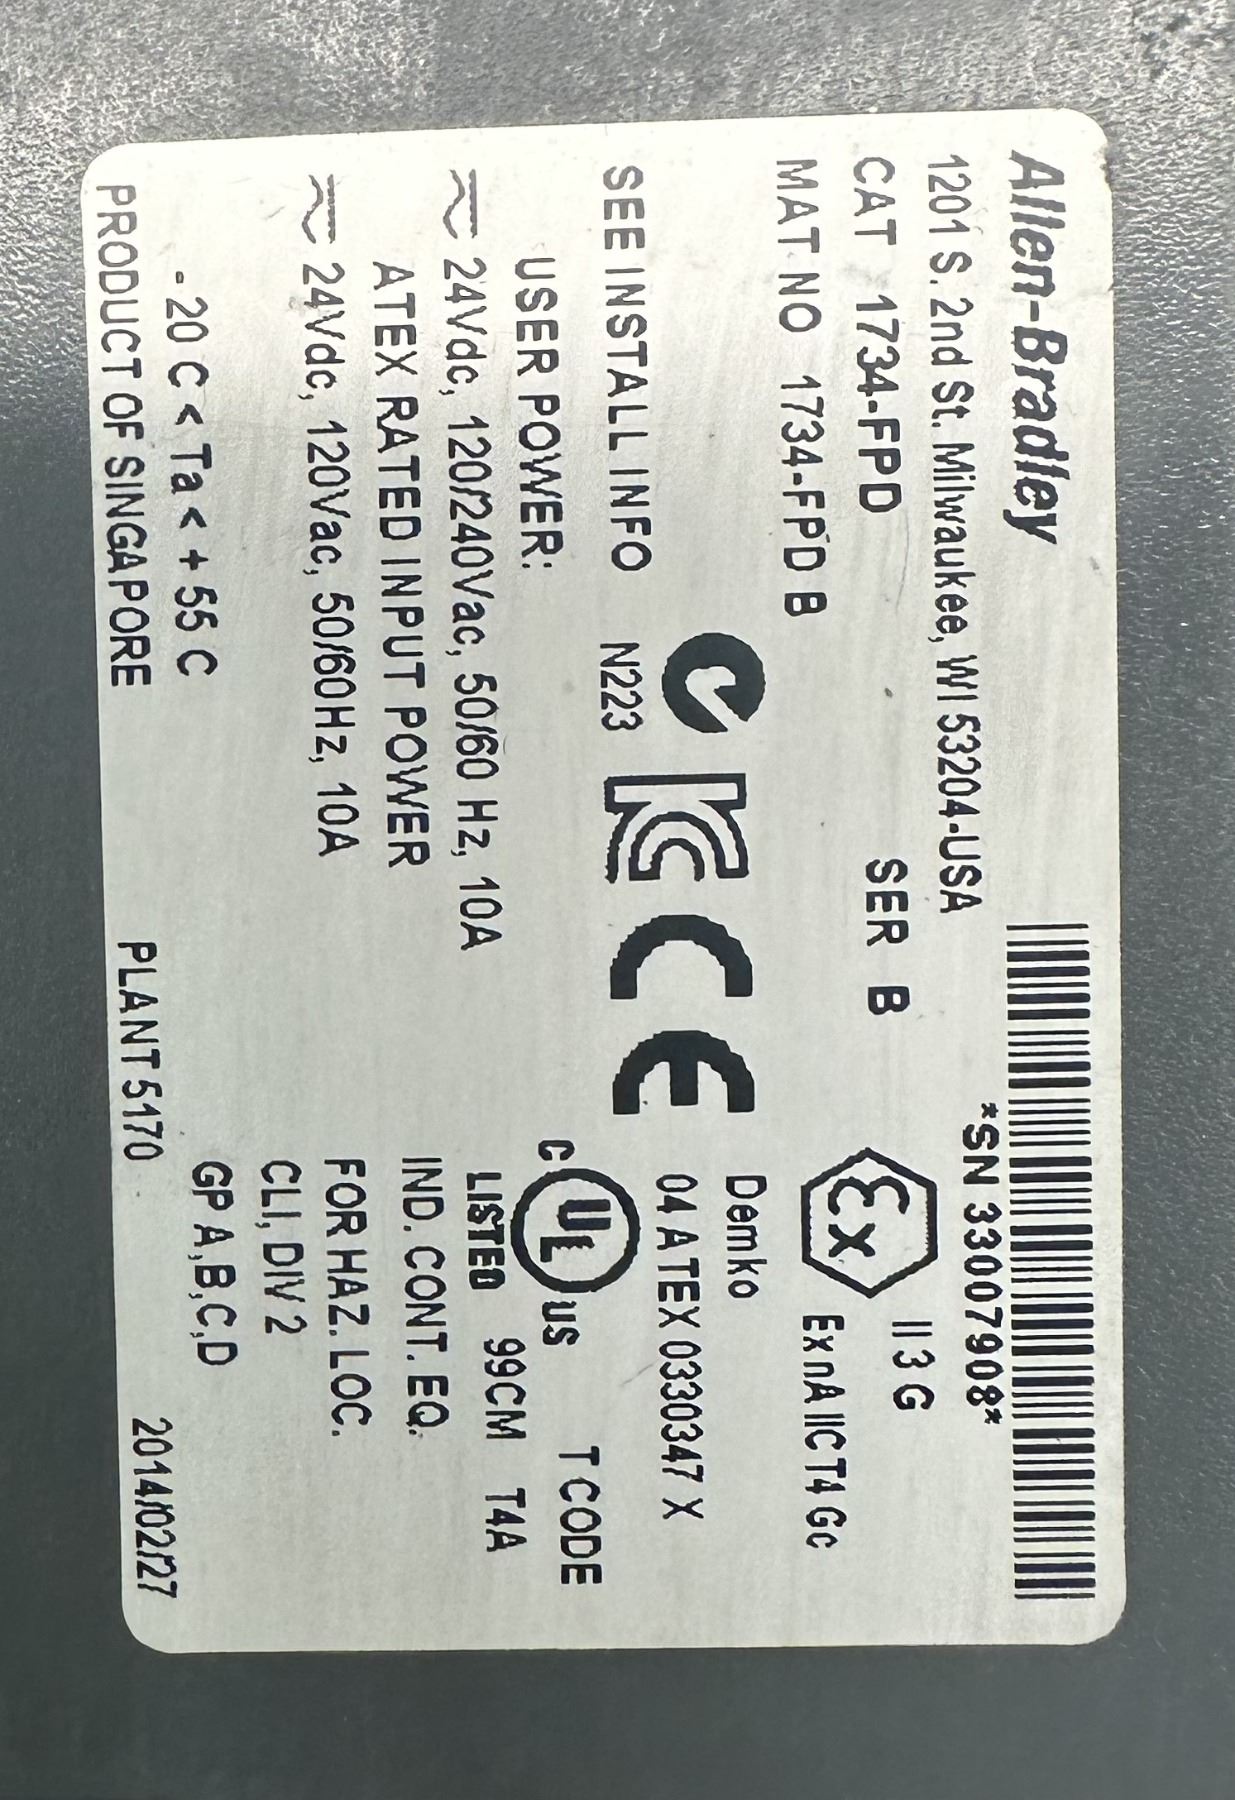 Allen-Bradley
1201 S. 2nd St. Milwaukee, WI 53204-USA
*SN 33007908*
CAT 1734-FPD SER B
MAT NO 1734-FPD B
Ex II 3 G
Ex nA IIC T4 Gc
Demko
04 ATEX 0330347 X
CE
SEE INSTALL INFO N223
USER POWER:
24Vdc, 120/240Vac, 50/60 Hz, 10A
ATEX RATED INPUT POWER
24Vdc, 120Vac, 50/60Hz, 10A
-20 C < Ta < +55 C
C UL US T CODE
LISTED 99CM T4A
IND. CONT. EQ.
FOR HAZ. LOC.
CL I, DIV 2
GP A,B,C,D
PRODUCT OF SINGAPORE PLANT 5170 2014/02/27